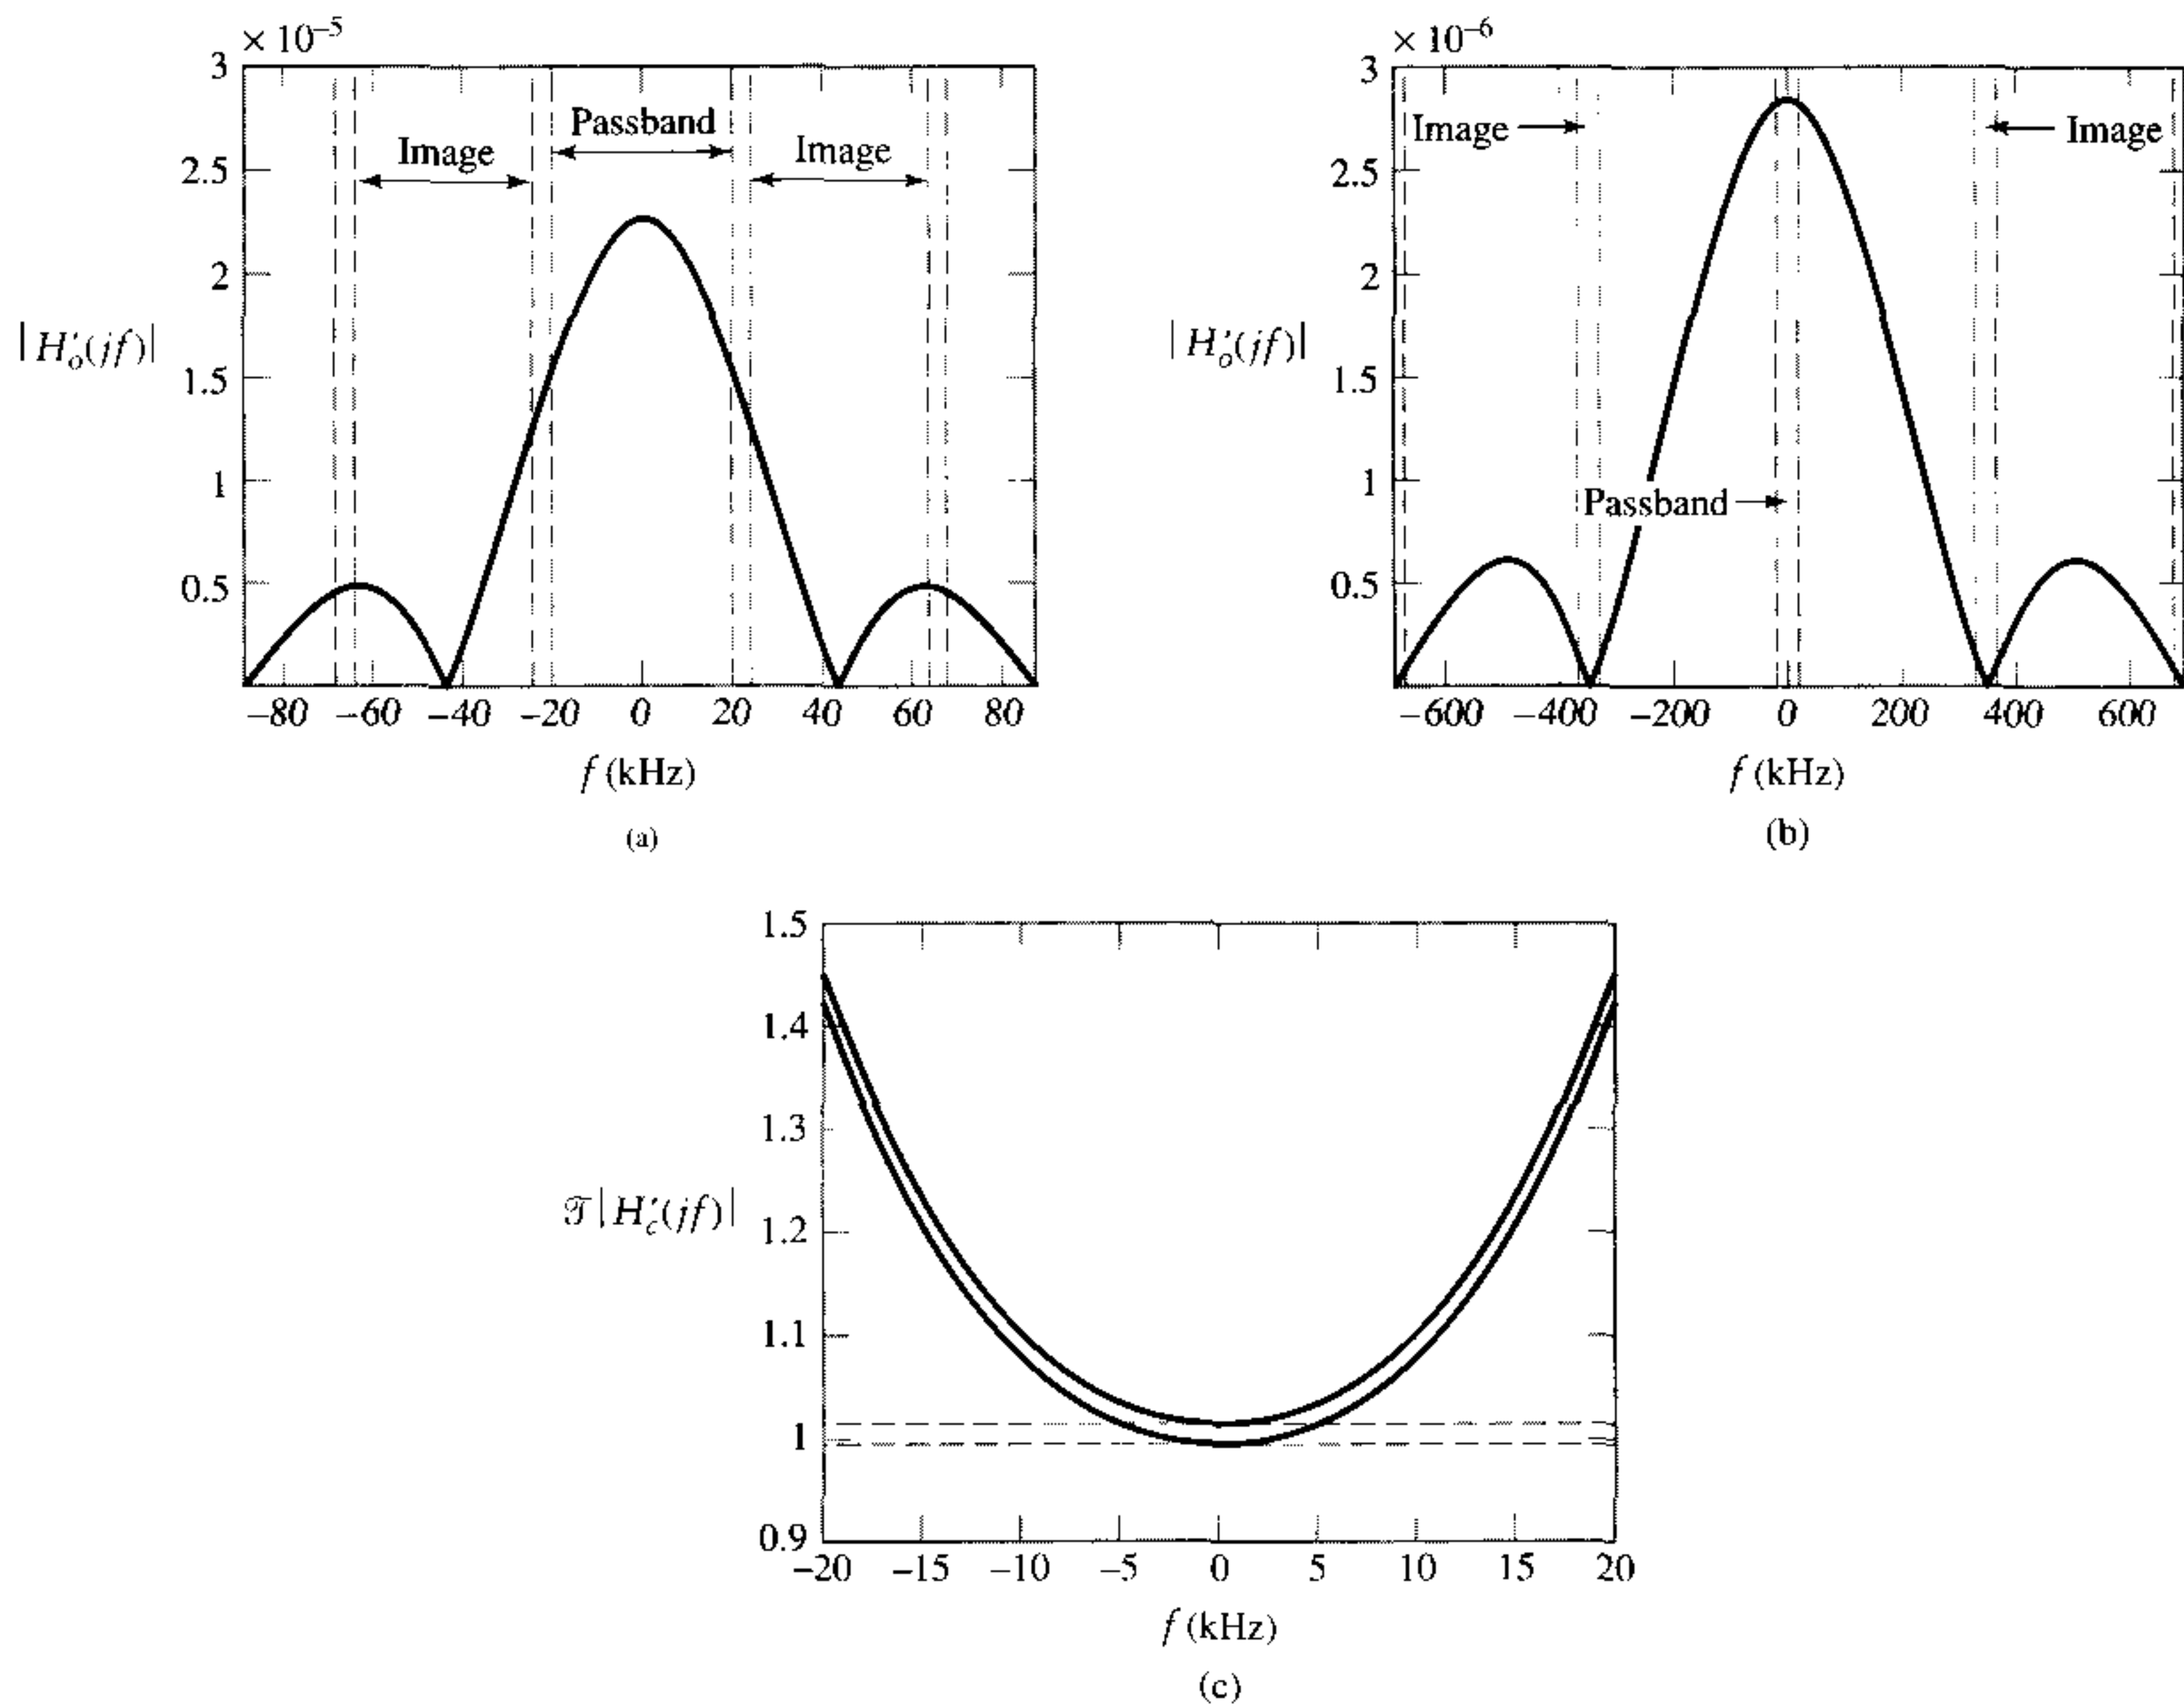 × 10⁻⁵
3
2.5
2
1.5
1
0.5
|H'ₒ(jf)|
Image
Passband
Image
−80 −60 −40 −20 0 20 40 60 80
f (kHz)
(a)
× 10⁻⁶
3
2.5
2
1.5
1
0.5
|H'ₒ(jf)|
Image
Image
Passband
−600 −400 −200 0 200 400 600
f (kHz)
(b)
1.5
1.4
1.3
1.2
1.1
1
0.9
𝒯|H'c(jf)|
−20 −15 −10 −5 0 5 10 15 20
f (kHz)
(c)